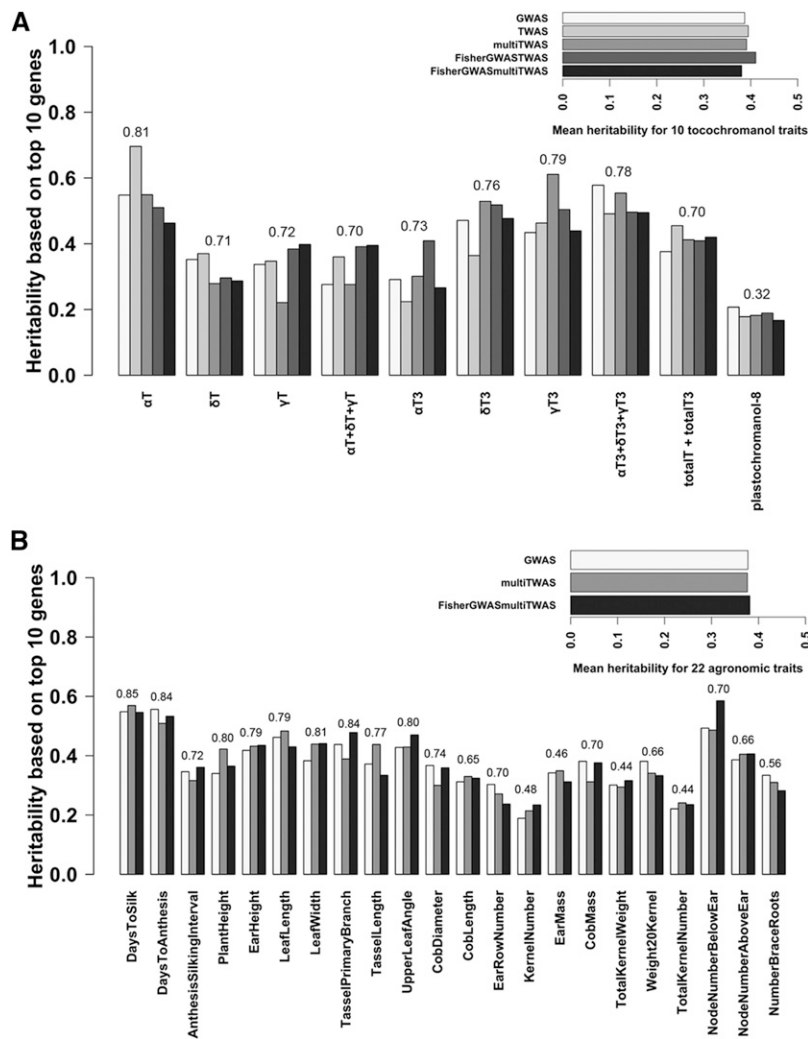 A
GWAS
TWAS
multiTWAS
FisherGWASTWAS
FisherGWASmultiTWAS
0.0 0.1 0.2 0.3 0.4 0.5
Mean heritability for 10 tocochromanol traits
Heritability based on top 10 genes
1.0
0.8
0.6
0.4
0.2
0.0
0.81 0.71 0.72 0.70 0.73 0.76 0.79 0.78 0.70 0.32
αT
δT
γT
αT+δT+γT
αT3
δT3
γT3
αT3+δT3+γT3
totalT + totalT3
plastochromanol-8
B
GWAS
multiTWAS
FisherGWASmultiTWAS
0.0 0.1 0.2 0.3 0.4 0.5
Mean heritability for 22 agronomic traits
Heritability based on top 10 genes
1.0
0.8
0.6
0.4
0.2
0.0
0.85 0.84 0.72 0.80 0.79 0.79 0.81 0.84 0.77 0.80 0.74 0.65 0.70 0.48 0.46 0.70 0.44 0.66 0.44 0.70 0.66 0.56
DaysToSilk
DaysToAnthesis
AnthesisSilkingInterval
PlantHeight
EarHeight
LeafLength
LeafWidth
TasselPrimaryBranch
TasselLength
UpperLeafAngle
CobDiameter
CobLength
EarRowNumber
KernelNumber
EarMass
CobMass
TotalKernelWeight
Weight20Kernel
TotalKernelNumber
NodeNumberBelowEar
NodeNumberAboveEar
NumberBraceRoots